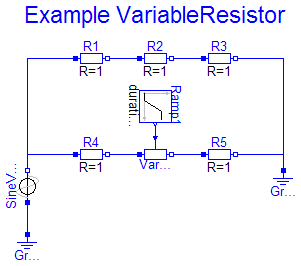 Example VariableResistor
R1 R2 R3
R=1 R=1 R=1
Ramp1
durati...
R4 R5
R=1 Var... R=1
SineV...
Gr...
Gr...